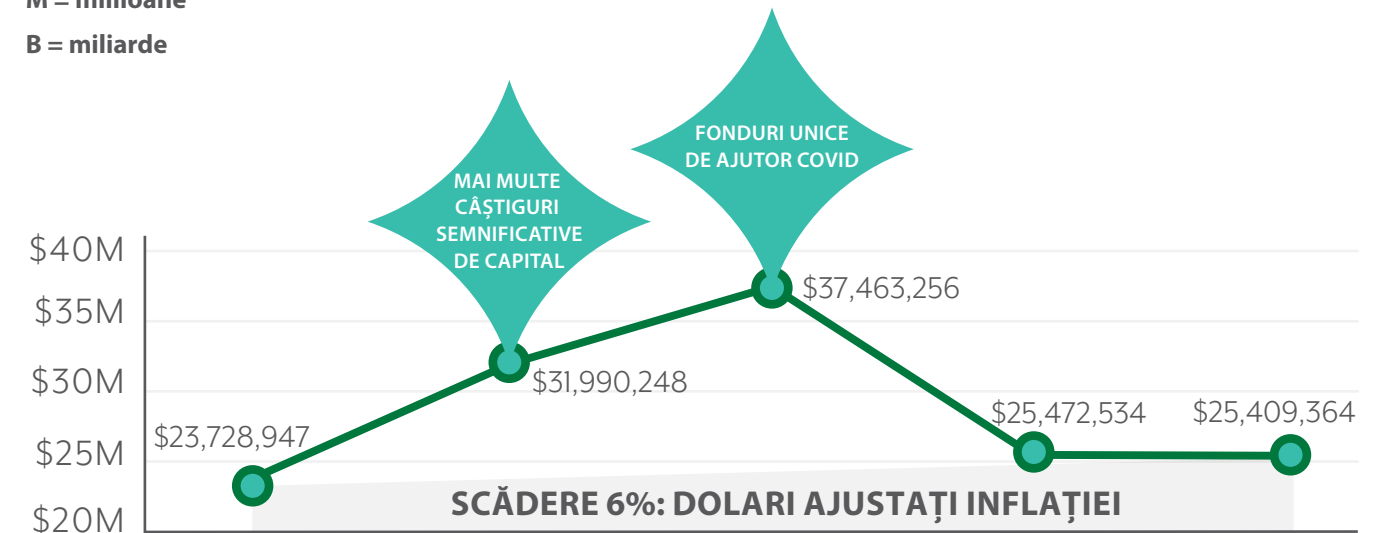 M = milioane
B = miliarde
FONDURI UNICE
DE AJUTOR COVID
MAI MULTE
CÂȘTIGURI
SEMNIFICATIVE
DE CAPITAL
$40M
$35M
$30M
$25M
$20M
$23,728,947
$31,990,248
$37,463,256
$25,472,534
$25,409,364
SCĂDERE 6%: DOLARI AJUSTAȚI INFLAȚIEI